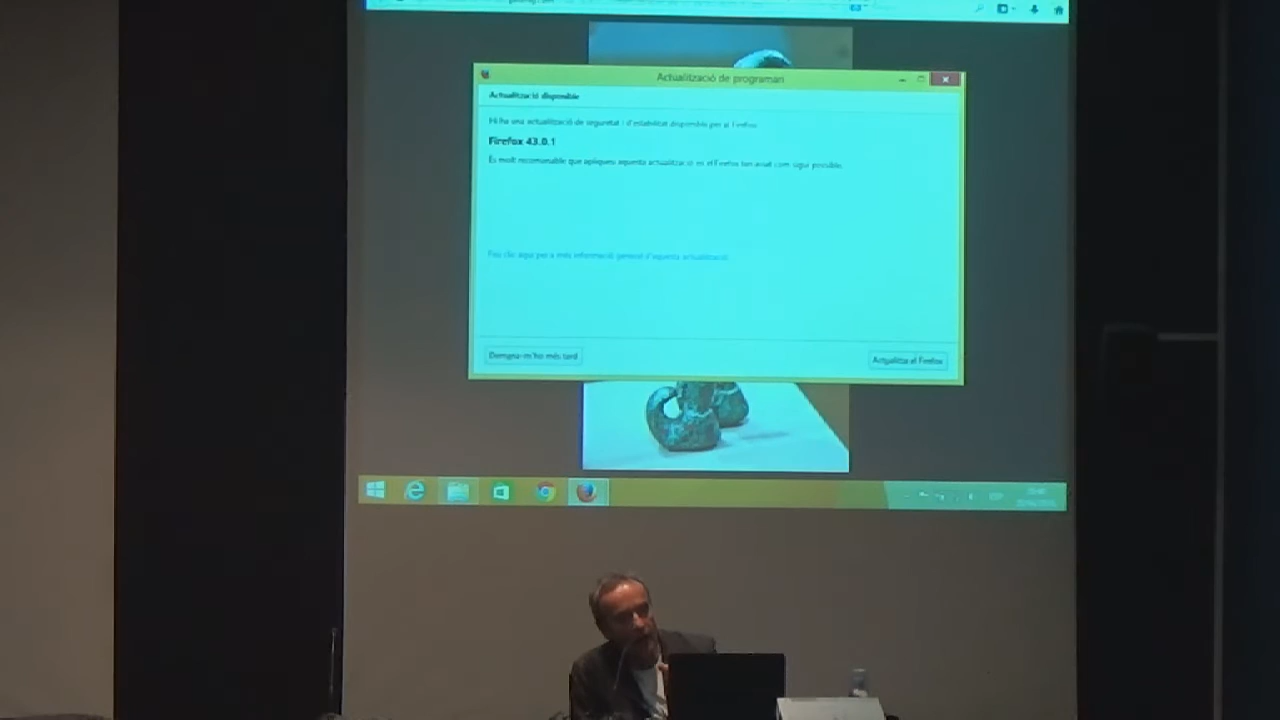 Actualització de programari
Actualització disponible
Hi ha una actualització de seguretat i d'estabilitat disponible per al Firefox:
Firefox 43.0.1
És molt recomanable que apliqueu aquesta actualització en el Firefox tan aviat com sigui possible.
Feu clic aquí per a més informació general d'aquesta actualització
Demana-m'ho més tard
Actualitza el Firefox